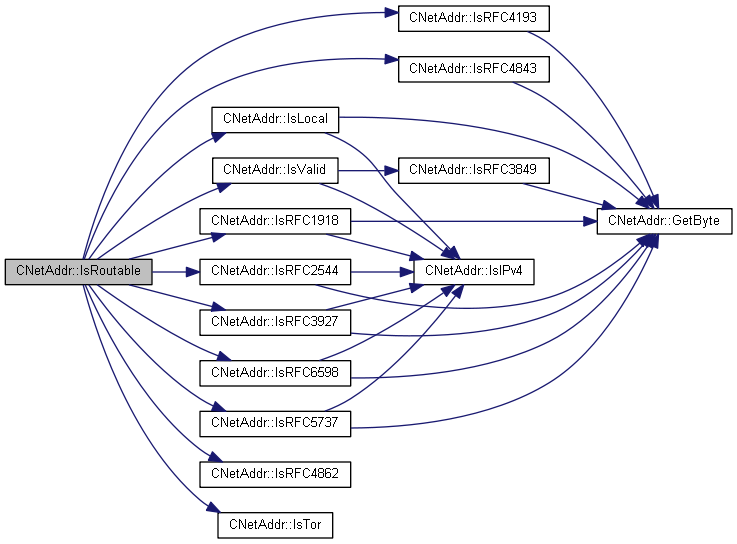 CNetAddr::IsRFC4193
CNetAddr::IsRFC4843
CNetAddr::IsLocal
CNetAddr::IsValid
CNetAddr::IsRFC3849
CNetAddr::IsRFC1918
CNetAddr::GetByte
CNetAddr::IsRoutable
CNetAddr::IsRFC2544
CNetAddr::IsIPv4
CNetAddr::IsRFC3927
CNetAddr::IsRFC6598
CNetAddr::IsRFC5737
CNetAddr::IsRFC4862
CNetAddr::IsTor